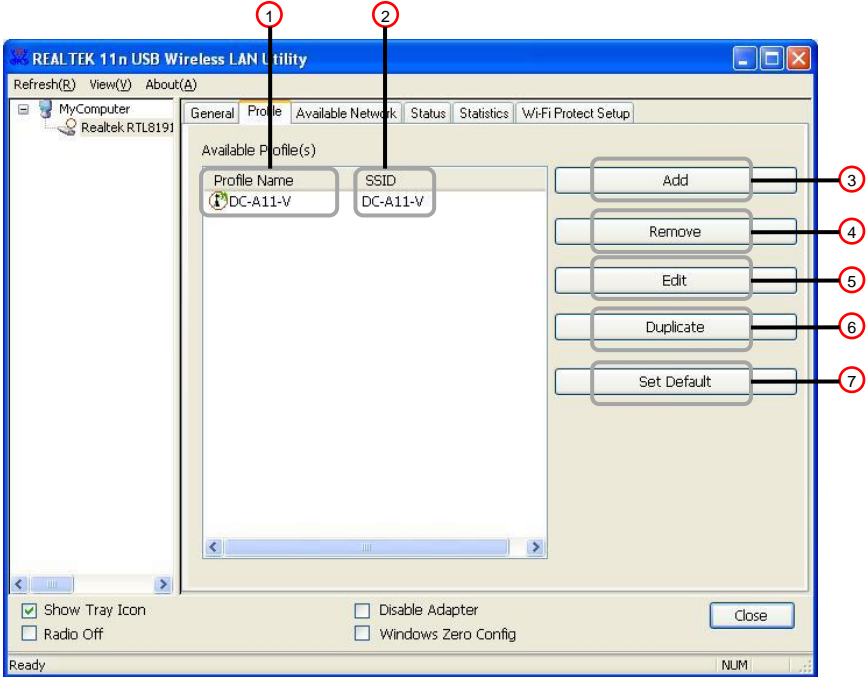 1 2
REALTEK 11n USB Wireless LAN Utility
Refresh(R) View(V) About(A)
MyComputer
Realtek RTL8191
General Profile Available Network Status Statistics Wi-Fi Protect Setup
Available Profile(s)
Profile Name SSID
DC-A11-V DC-A11-V
Add 3
Remove 4
Edit 5
Duplicate 6
Set Default 7
Show Tray Icon Disable Adapter Close
Radio Off Windows Zero Config
Ready NUM